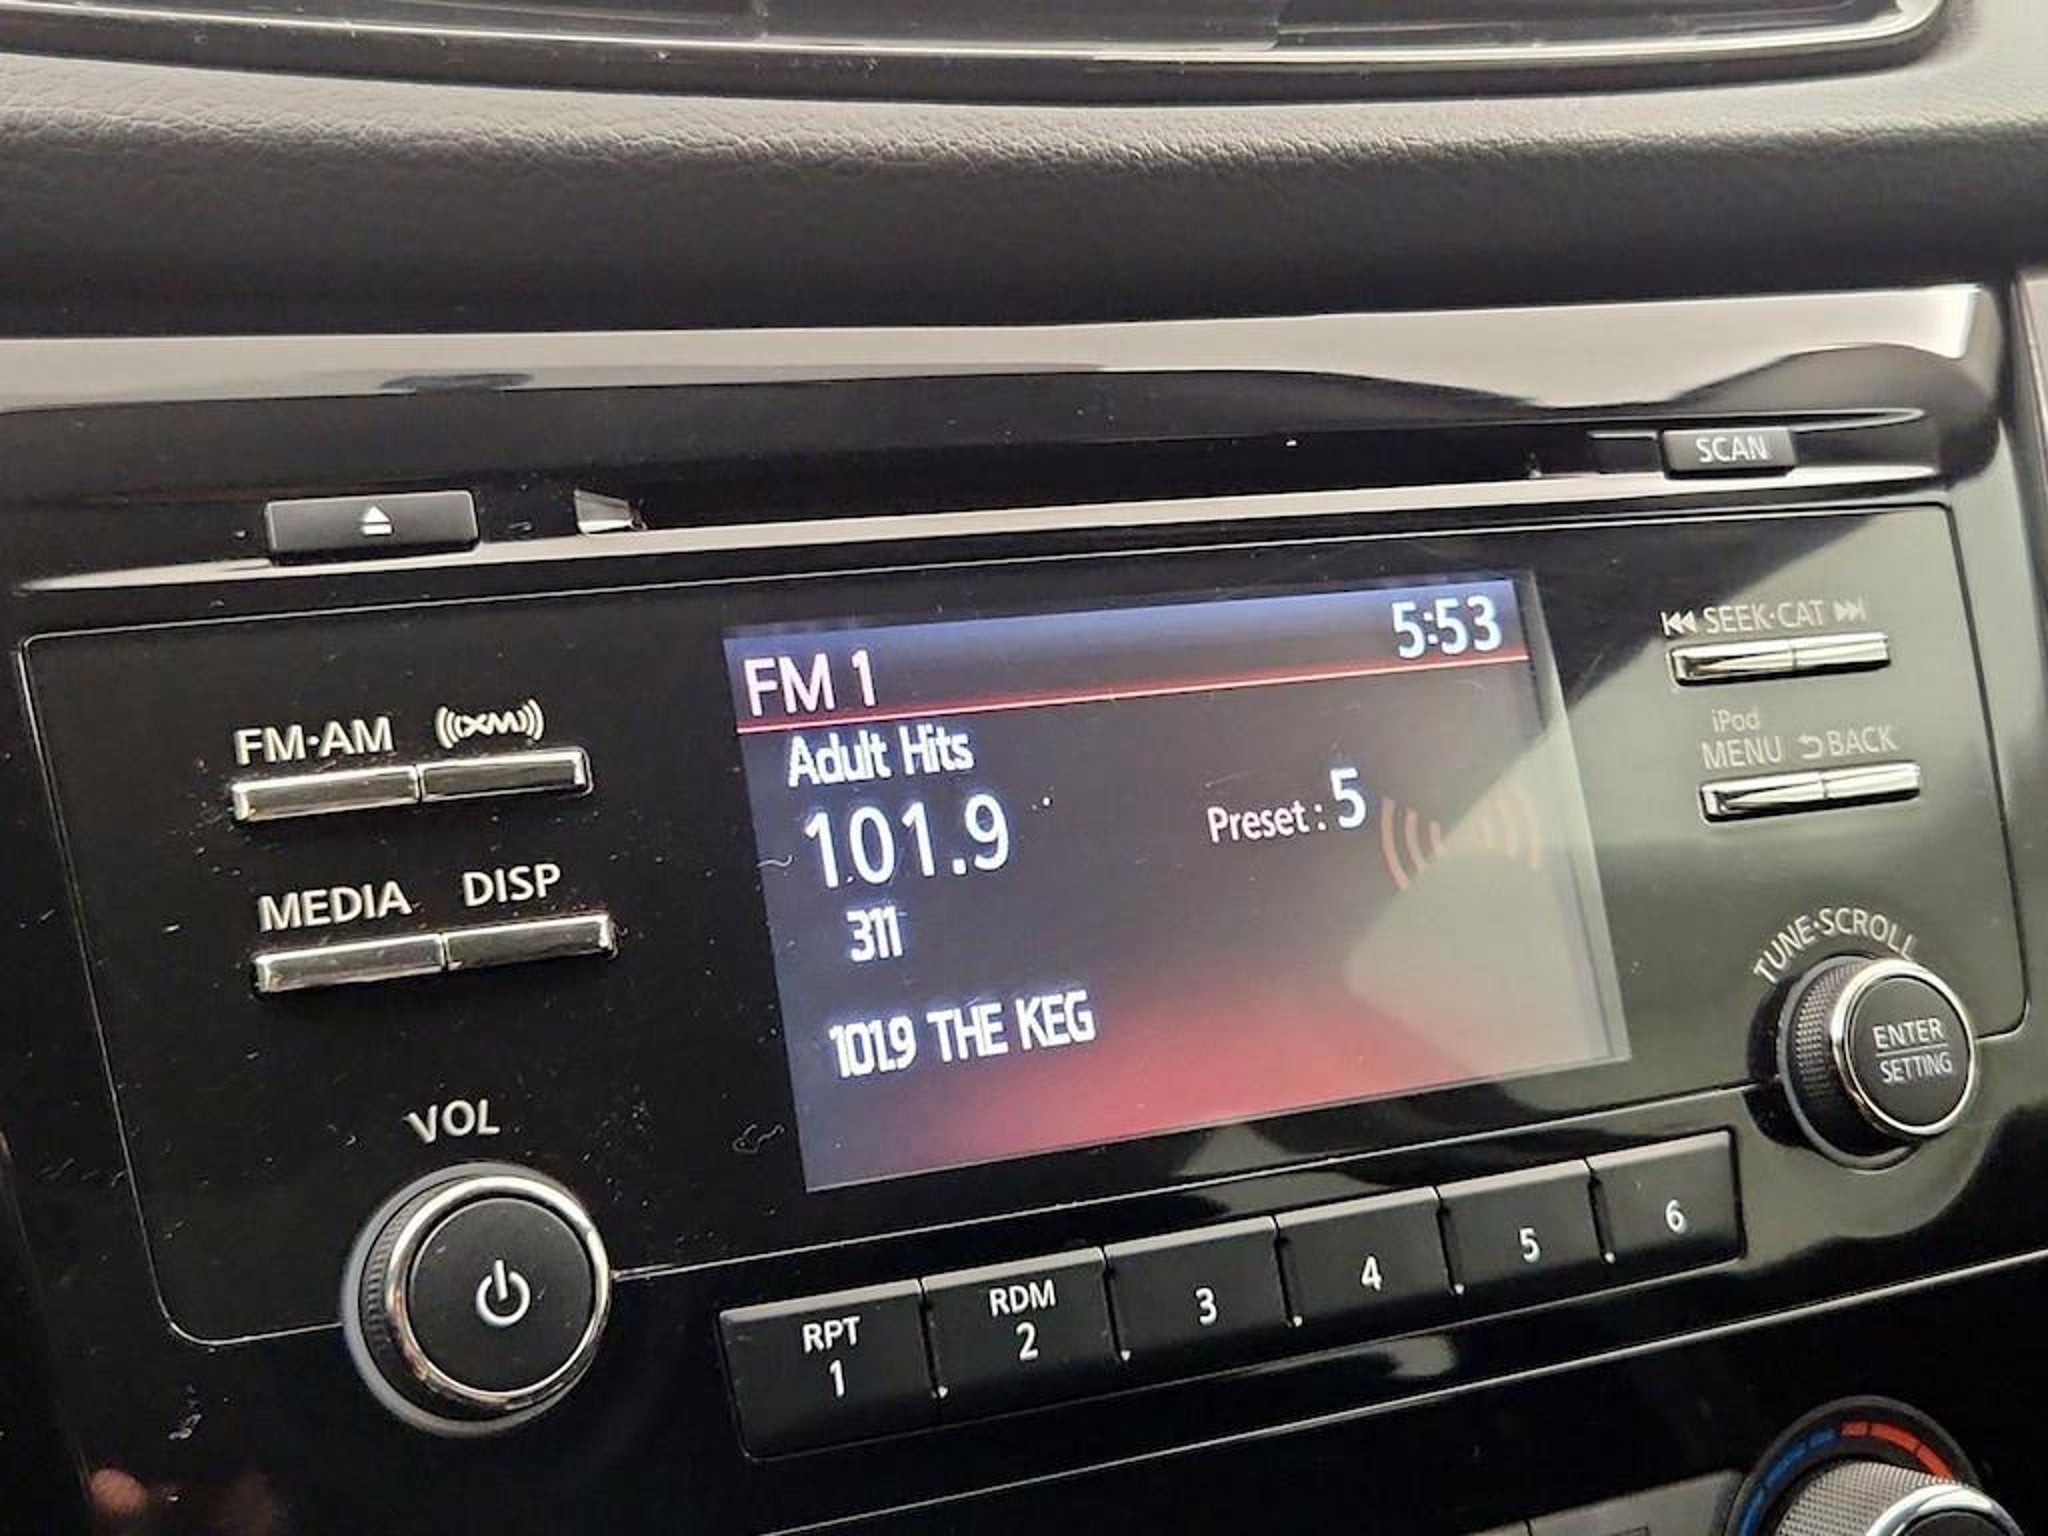 SCAN
FM 1 5:53
Adult Hits
101.9 Preset : 5
311
101.9 THE KEG
FM·AM XM
MEDIA DISP
VOL
SEEK·CAT
iPod
MENU BACK
TUNE·SCROLL
ENTER
SETTING
RPT
1
RDM
2
3
4
5
6